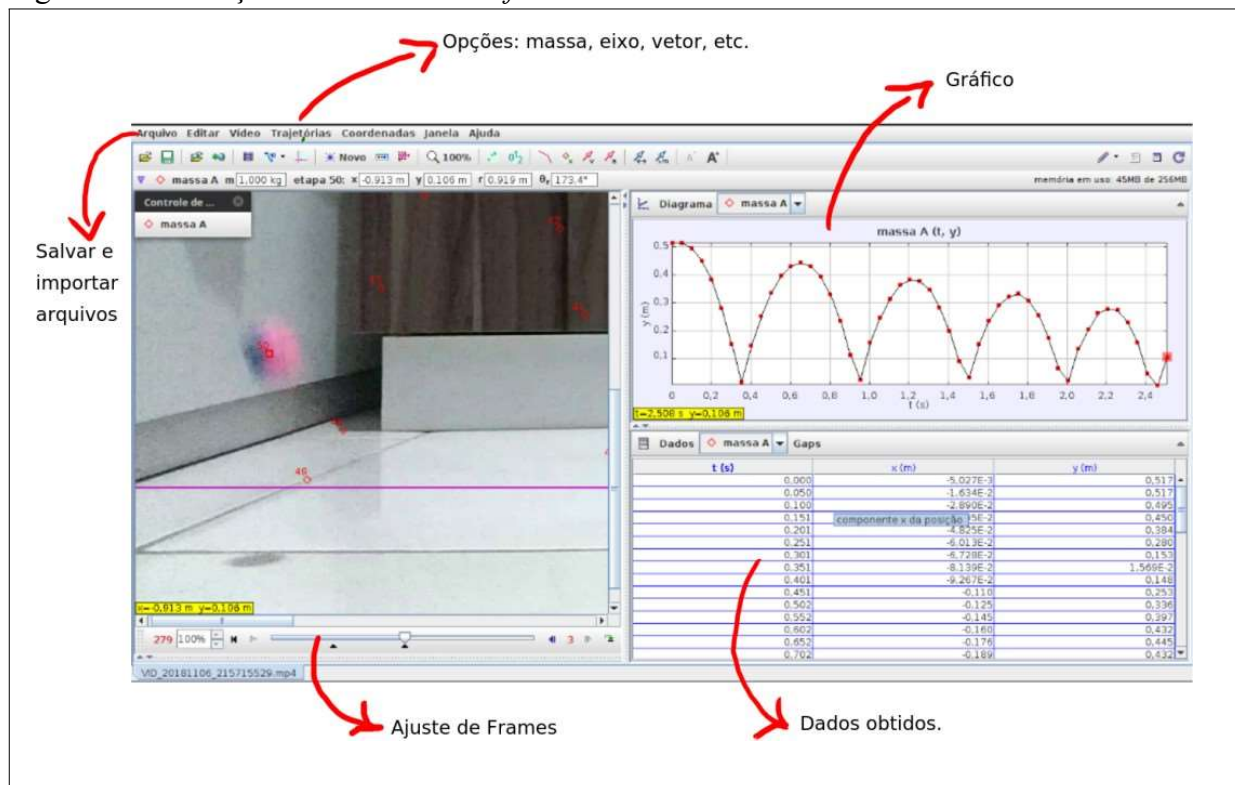 Opções: massa, eixo, vetor, etc.
Gráfico
Arquivo Editar Vídeo Trajetórias Coordenadas Janela Ajuda
Novo 100%
massa A m 1,000 kg etapa 50: x -0.913 m y 0,106 m r 0,919 m θr 173,4°
memória em uso: 45MB de 256MB
Controle de ...
massa A
Salvar e
importar
arquivos
Diagrama massa A
massa A (t, y)
y (m)
0,5
0,4
0,3
0,2
0,1
0 0,2 0,4 0,6 0,8 1,0 1,2 1,4 1,6 1,8 2,0 2,2 2,4
t (s)
t=2,508 s y=0,106 m
Dados massa A Gaps
t (s) x (m) y (m)
0,000 -5,027E-3 0,517
0,050 -1,634E-2 0,517
0,100 -2,890E-2 0,495
0,151 5E-2 0,450
componente x da posição
0,201 -4,825E-2 0,384
0,251 -6,013E-2 0,280
0,301 -6,728E-2 0,153
0,351 -8,139E-2 1,569E-2
0,401 -9,267E-2 0,148
0,451 -0,110 0,253
0,502 -0,125 0,336
0,552 -0,145 0,397
0,602 -0,160 0,432
0,652 -0,176 0,445
0,702 -0,189 0,432
x=-0,913 m y=0,106 m
279 100% 3
VID_20181106_215715529.mp4
Ajuste de Frames
Dados obtidos.